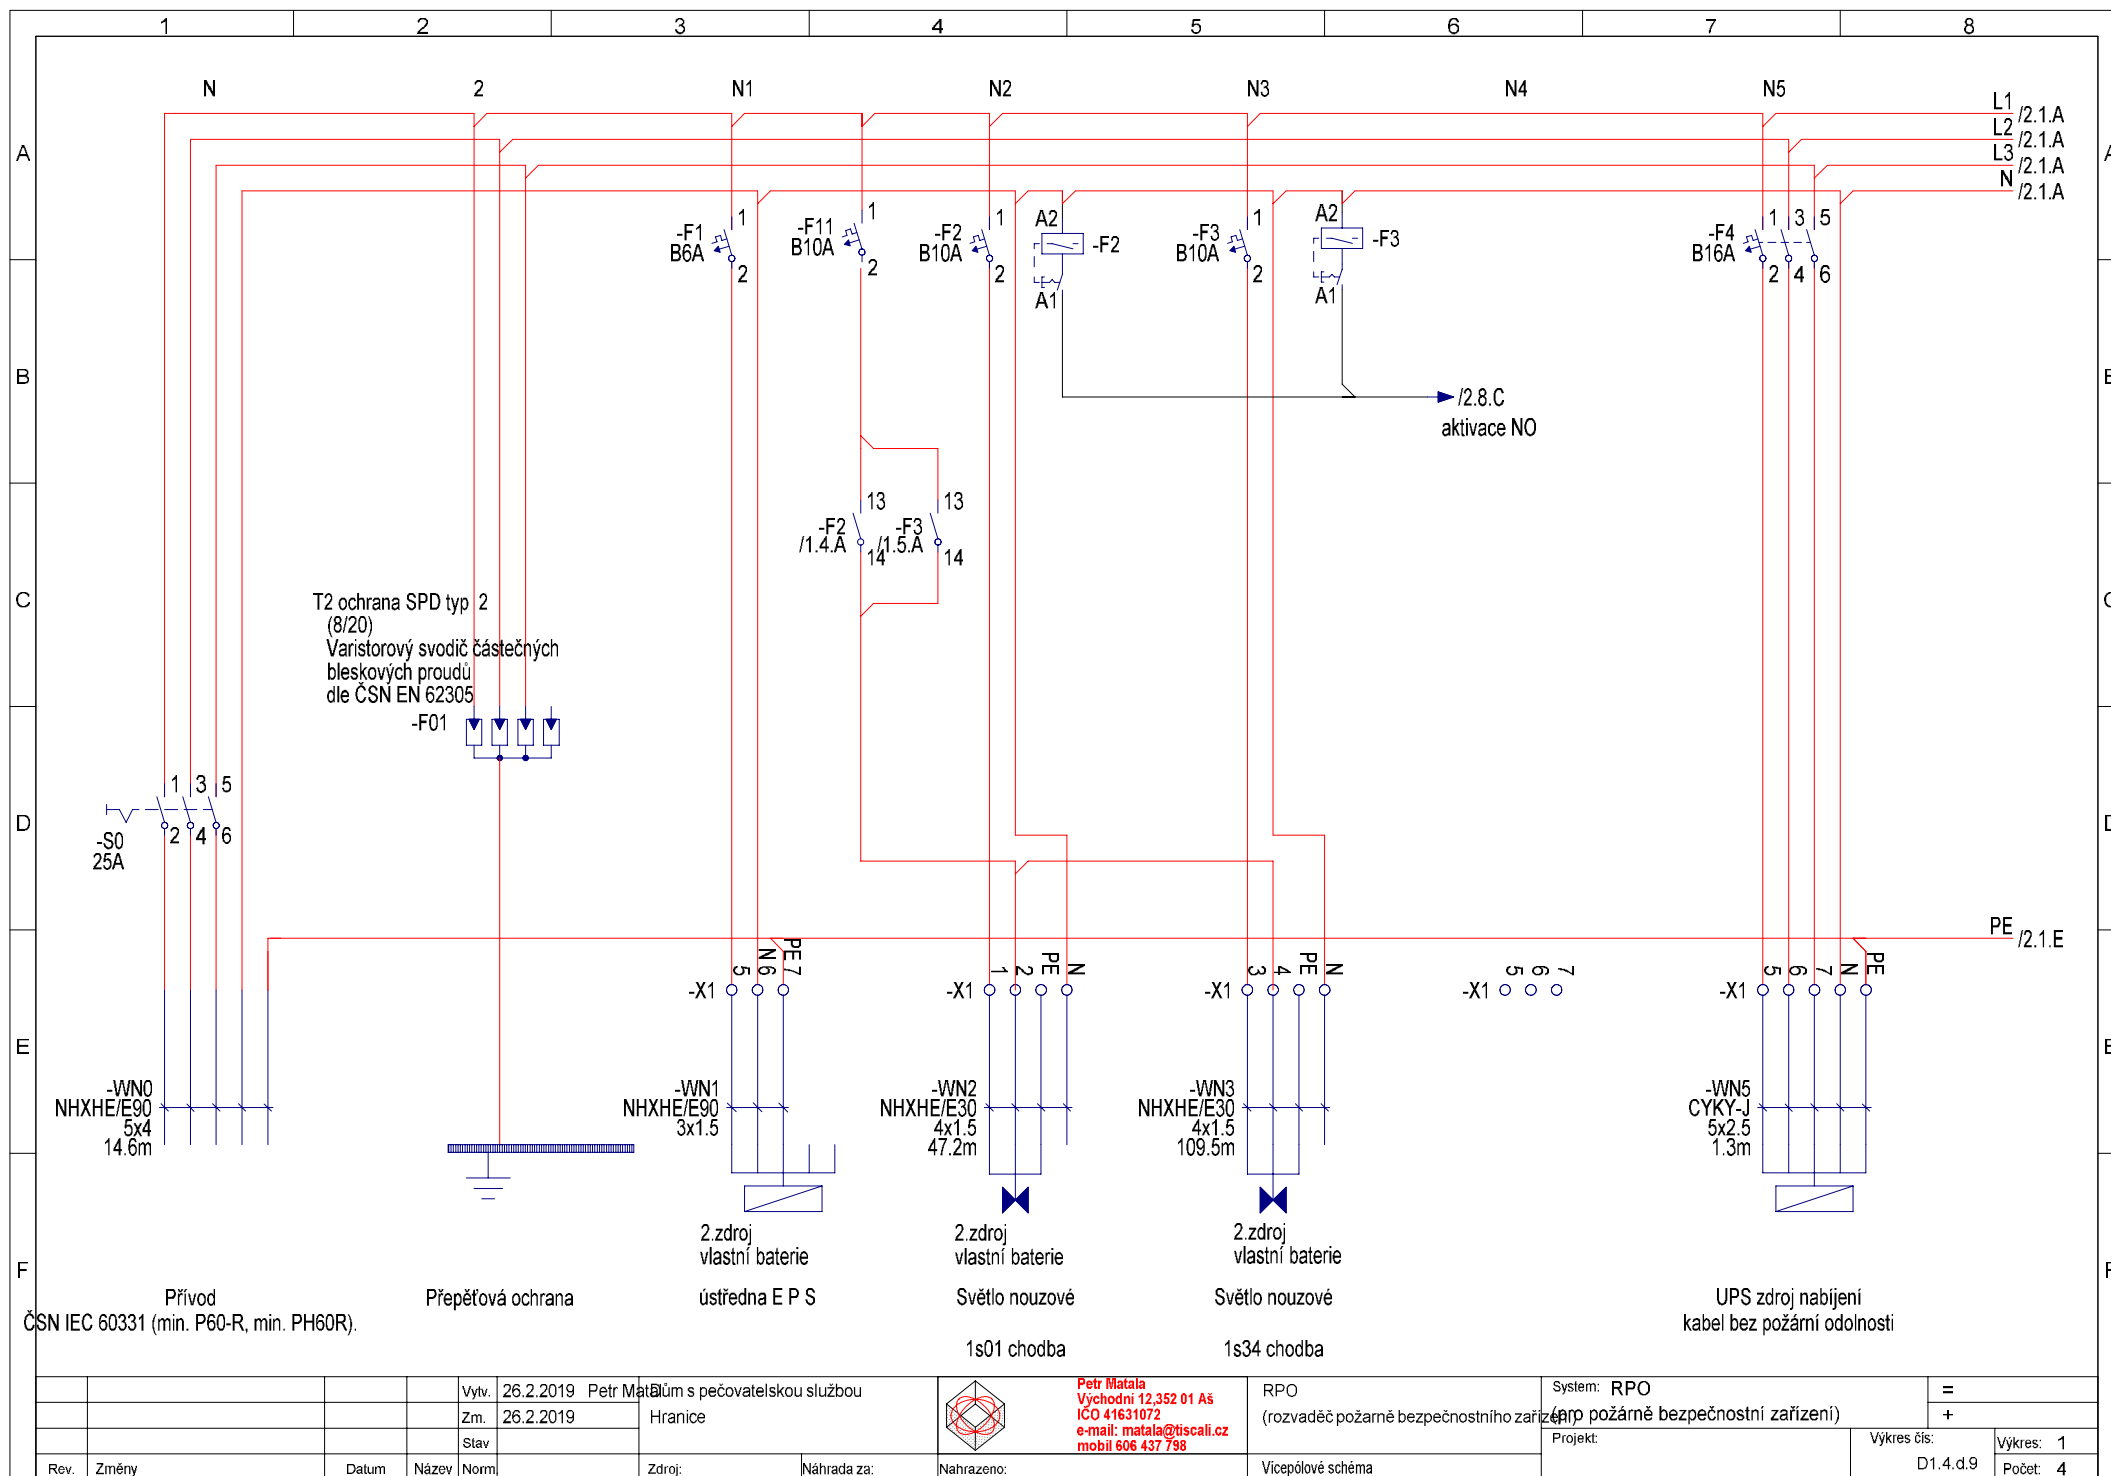 1 2 3 4 5 6 7 8
N 2 N1 N2 N3 N4 N5
L1 /2.1.A
L2 /2.1.A
L3 /2.1.A
N /2.1.A
A
-F1
B6A
1
2
-F11
B10A
1
2
-F2
B10A
1
2
A2
-F2
A1
-F3
B10A
1
2
A2
-F3
A1
-F4
B16A
1 3 5
2 4 6
B
/2.8.C
aktivace NO
-F2
/1.4.A
13
14
-F3
/1.5.A
13
14
C
T2 ochrana SPD typ 2
(8/20)
Varistorový svodič částečných
bleskových proudů
dle ČSN EN 62305
-F01
D
1 3 5
2 4 6
-S0
25A
PE /2.1.E
E
-X1 5 N 6 PE 7
-X1 1 2 PE N
-X1 3 4 PE N
-X1 5 6 7
-X1 5 6 7 N PE
-WN0
NHXHE/E90
5x4
14.6m
-WN1
NHXHE/E90
3x1.5
-WN2
NHXHE/E30
4x1.5
47.2m
-WN3
NHXHE/E30
4x1.5
109.5m
-WN5
CYKY-J
5x2.5
1.3m
F
2.zdroj
vlastní baterie
2.zdroj
vlastní baterie
2.zdroj
vlastní baterie
Přívod
ČSN IEC 60331 (min. P60-R, min. PH60R).
Přepěťová ochrana
ústředna E P S
Světlo nouzové
1s01 chodba
Světlo nouzové
1s34 chodba
UPS zdroj nabíjení
kabel bez požární odolnosti
Vytv. 26.2.2019 Petr Matal
Zm. 26.2.2019
Stav
Rev. Změny Datum Název Norm
Dům s pečovatelskou službou
Hranice
Zdroj: Náhrada za: Nahrazeno:
Petr Matala
Východní 12,352 01 Aš
IČO 41631072
e-mail: matala@tiscali.cz
mobil 606 437 798
RPO
(rozvaděč požarně bezpečnostního zařízení)
Vícepólové schéma
System: RPO
(pro požárně bezpečnostní zařízení)
=
+
Projekt:
Výkres čís:
D1.4.d.9
Výkres: 1
Počet: 4